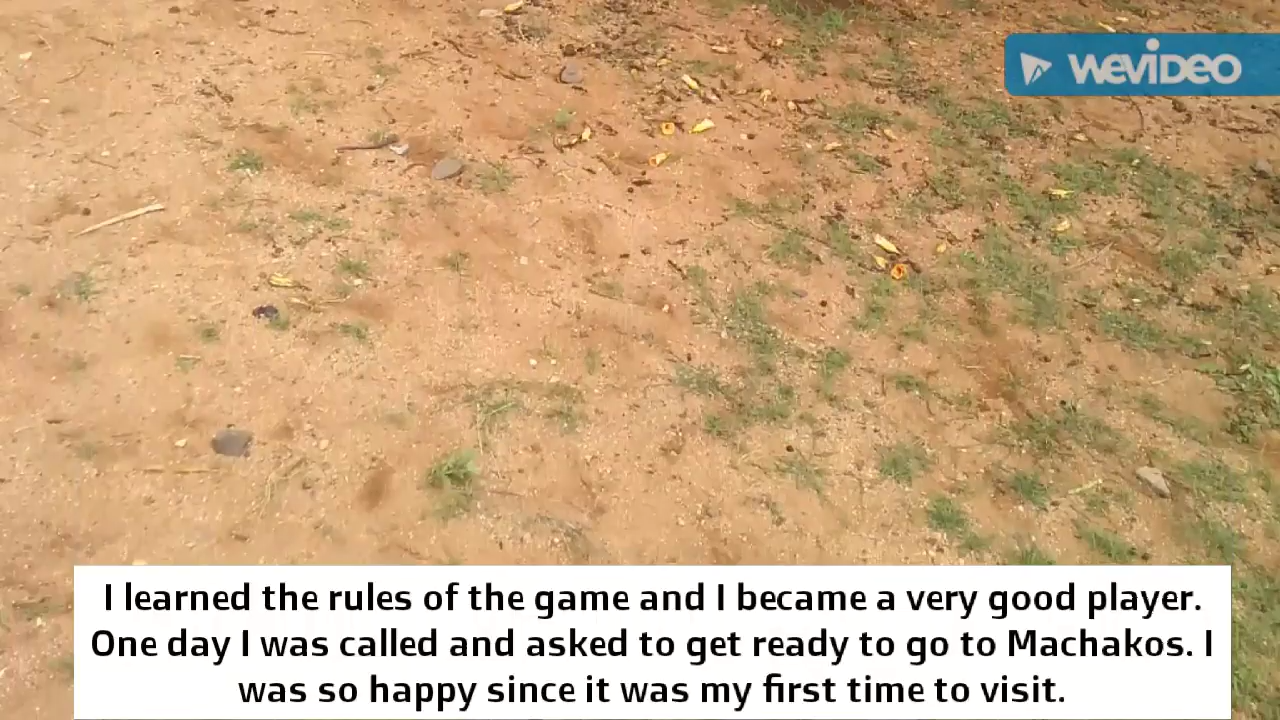 WEVIDEO
I learned the rules of the game and I became a very good player.
One day I was called and asked to get ready to go to Machakos. I
was so happy since it was my first time to visit.